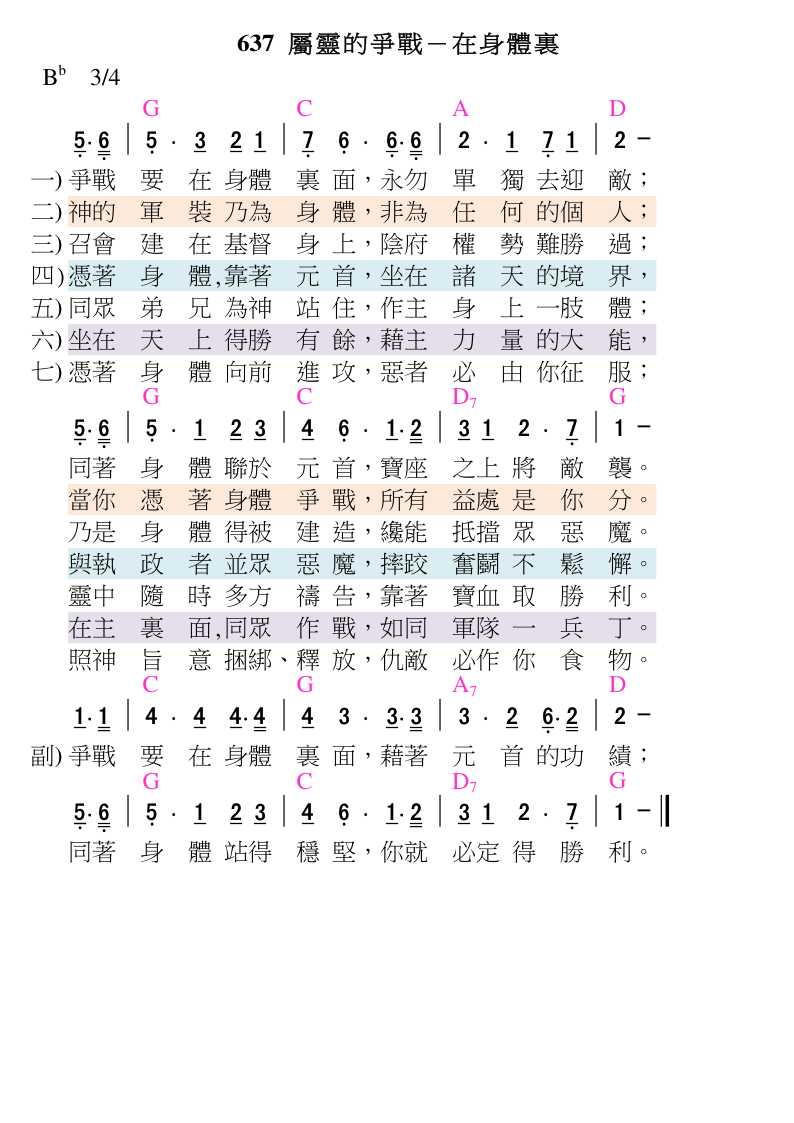 637 屬靈的爭戰－在身體裏
B♭ 3/4
G C A D
5· 6 | 5 · 3 2 1 | 7 6 · 6· 6 | 2 · 1 7 1 | 2 －
一) 爭戰 要 在 身體 裏 面，永勿 單 獨 去迎 敵；
二) 神的 軍 裝 乃為 身 體，非為 任 何 的個 人；
三) 召會 建 在 基督 身 上，陰府 權 勢 難勝 過；
四) 憑著 身 體，靠著 元 首，坐在 諸 天 的境 界，
五) 同眾 弟 兄 為神 站 住，作主 身 上 一肢 體；
六) 坐在 天 上 得勝 有 餘，藉主 力 量 的大 能，
七) 憑著 身 體 向前 進 攻，惡者 必 由 你征 服；
G C D7 G
5· 6 | 5 · 1 2 3 | 4 6 · 1· 2 | 3 1 2 · 7 | 1 －
同著 身 體 聯於 元 首，寶座 之上 將 敵 襲。
當你 憑 著 身體 爭 戰，所有 益處 是 你 分。
乃是 身 體 得被 建 造，纔能 抵擋 眾 惡 魔。
與執 政 者 並眾 惡 魔，摔跤 奮鬪 不 鬆 懈。
靈中 隨 時 多方 禱 告，靠著 寶血 取 勝 利。
在主 裏 面，同眾 作 戰，如同 軍隊 一 兵 丁。
照神 旨 意 捆綁、釋 放，仇敵 必作 你 食 物。
C G A7 D
1· 1 | 4 · 4 4· 4 | 4 3 · 3· 3 | 3 · 2 6· 2 | 2 －
副) 爭戰 要 在 身體 裏 面，藉著 元 首 的功 績；
G C D7 G
5· 6 | 5 · 1 2 3 | 4 6 · 1· 2 | 3 1 2 · 7 | 1 － ‖
同著 身 體 站得 穩 堅，你就 必定 得 勝 利。